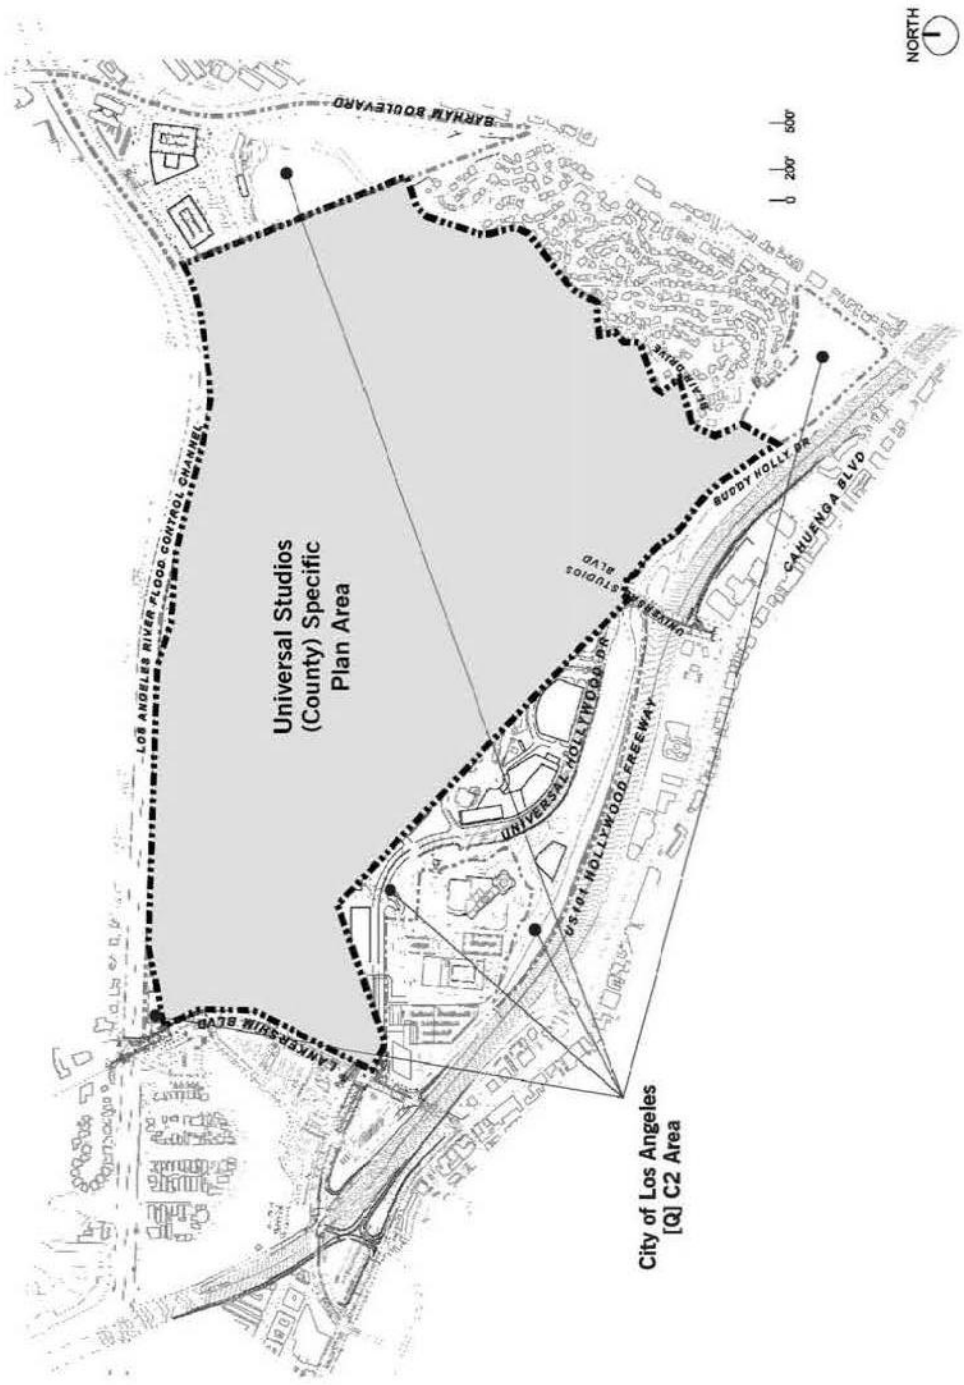 NORTH
0 200' 500'
BARHAM BOULEVARD
LOS ANGELES RIVER FLOOD CONTROL CHANNEL
Universal Studios
(County) Specific
Plan Area
BLAIR DRIVE
BUDDY HOLLY DR
CAHUENGA BLVD
UNIVERSAL STUDIOS
BLVD
UNIVERSAL HOLLYWOOD DR
US 101 HOLLYWOOD FREEWAY
LANKERSHIM BLVD
City of Los Angeles
[Q] C2 Area